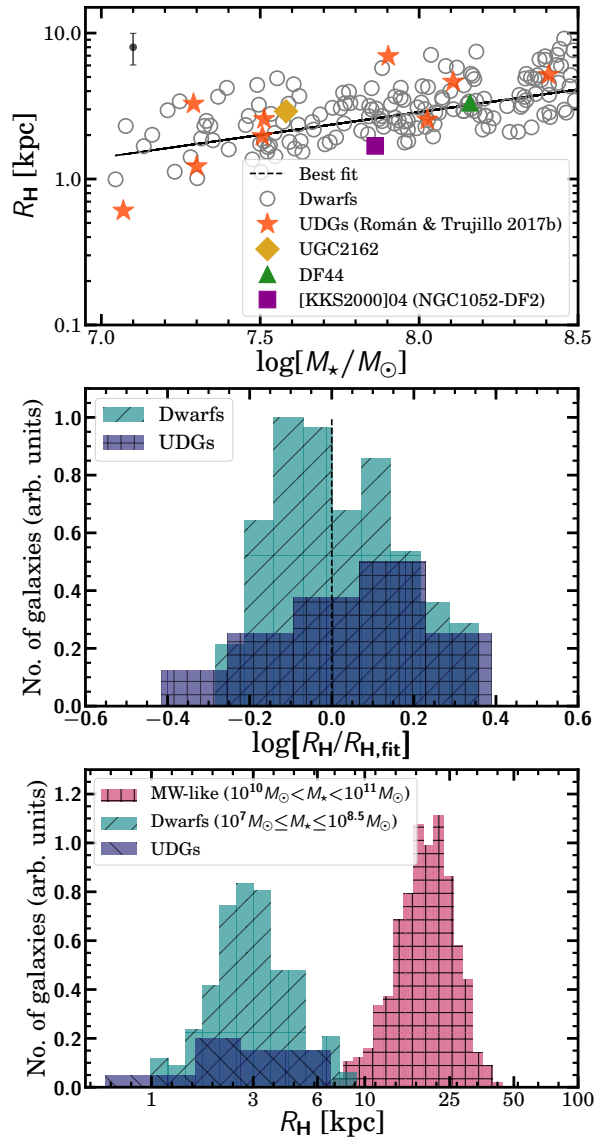 10.0
1.0
0.1
R_H [kpc]
Best fit
Dwarfs
UDGs (Román & Trujillo 2017b)
UGC2162
DF44
[KKS2000]04 (NGC1052-DF2)
7.0 7.5 8.0 8.5
log[M⋆/M⊙]
Dwarfs
UDGs
1.0
0.8
0.6
0.4
0.2
0.0
No. of galaxies (arb. units)
−0.6 −0.4 −0.2 0.0 0.2 0.4 0.6
log[R_H/R_H,fit]
MW-like (10^10 M⊙<M⋆<10^11 M⊙)
Dwarfs (10^7 M⊙≤M⋆≤10^8.5 M⊙)
UDGs
1.2
1.0
0.8
0.6
0.4
0.2
0.0
No. of galaxies (arb. units)
1 3 6 10 25 50 100
R_H [kpc]